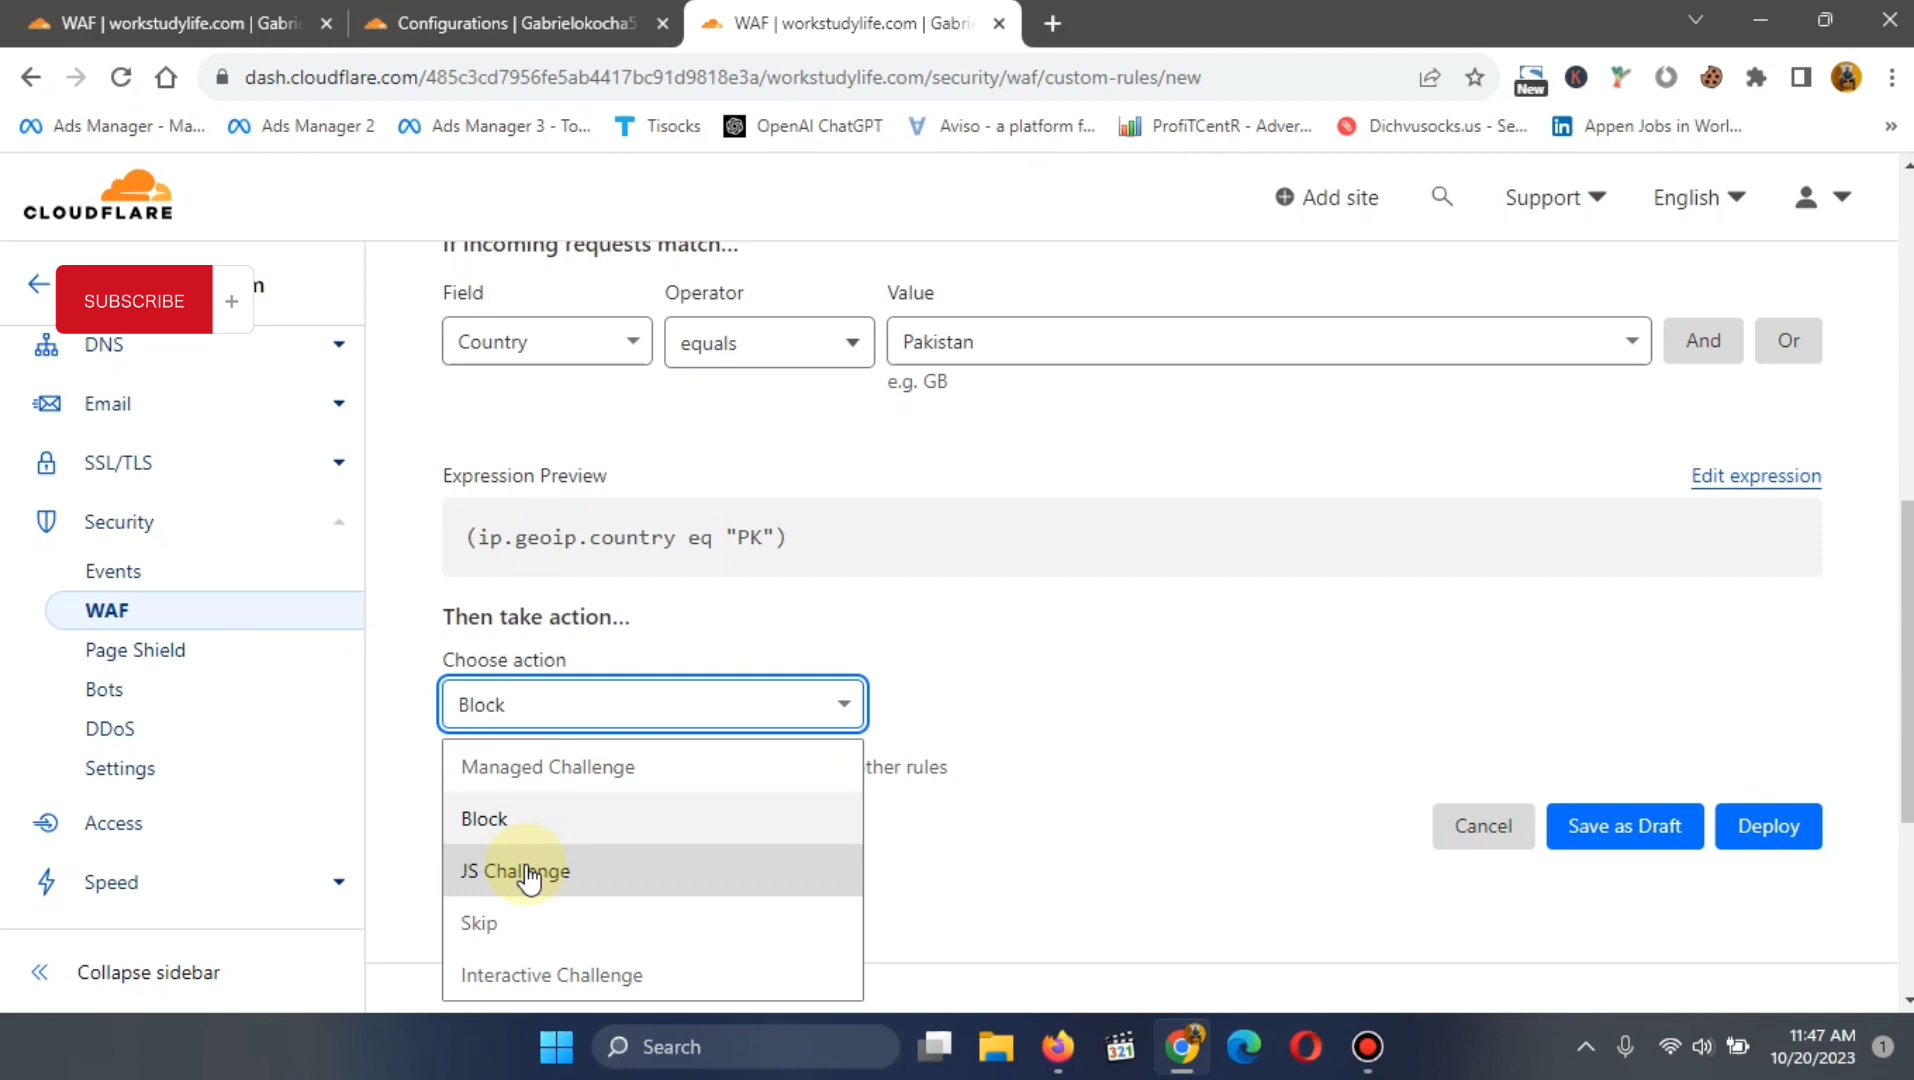 WAF | workstudylife.com | Gabri
Configurations | Gabrielokocha5
WAF | workstudylife.com | Gabri
dash.cloudflare.com/485c3cd7956fe5ab4417bc91d9818e3a/workstudylife.com/security/waf/custom-rules/new
New
K
Ads Manager - Ma...
Ads Manager 2
Ads Manager 3 - To...
Tisocks
OpenAI ChatGPT
Aviso - a platform f...
ProfiTCentR - Adver...
Dichvusocks.us - Se...
Appen Jobs in Worl...
CLOUDFLARE
Add site
Support
English
SUBSCRIBE +
m
DNS
Email
SSL/TLS
Security
Events
WAF
Page Shield
Bots
DDoS
Settings
Access
Speed
Collapse sidebar
If incoming requests match...
Field
Operator
Value
Country
equals
Pakistan
And
Or
e.g. GB
Expression Preview
Edit expression
(ip.geoip.country eq "PK")
Then take action...
Choose action
Block
Managed Challenge
Block
JS Challenge
Skip
Interactive Challenge
ther rules
Cancel
Save as Draft
Deploy
Search
321
11:47 AM
10/20/2023
1